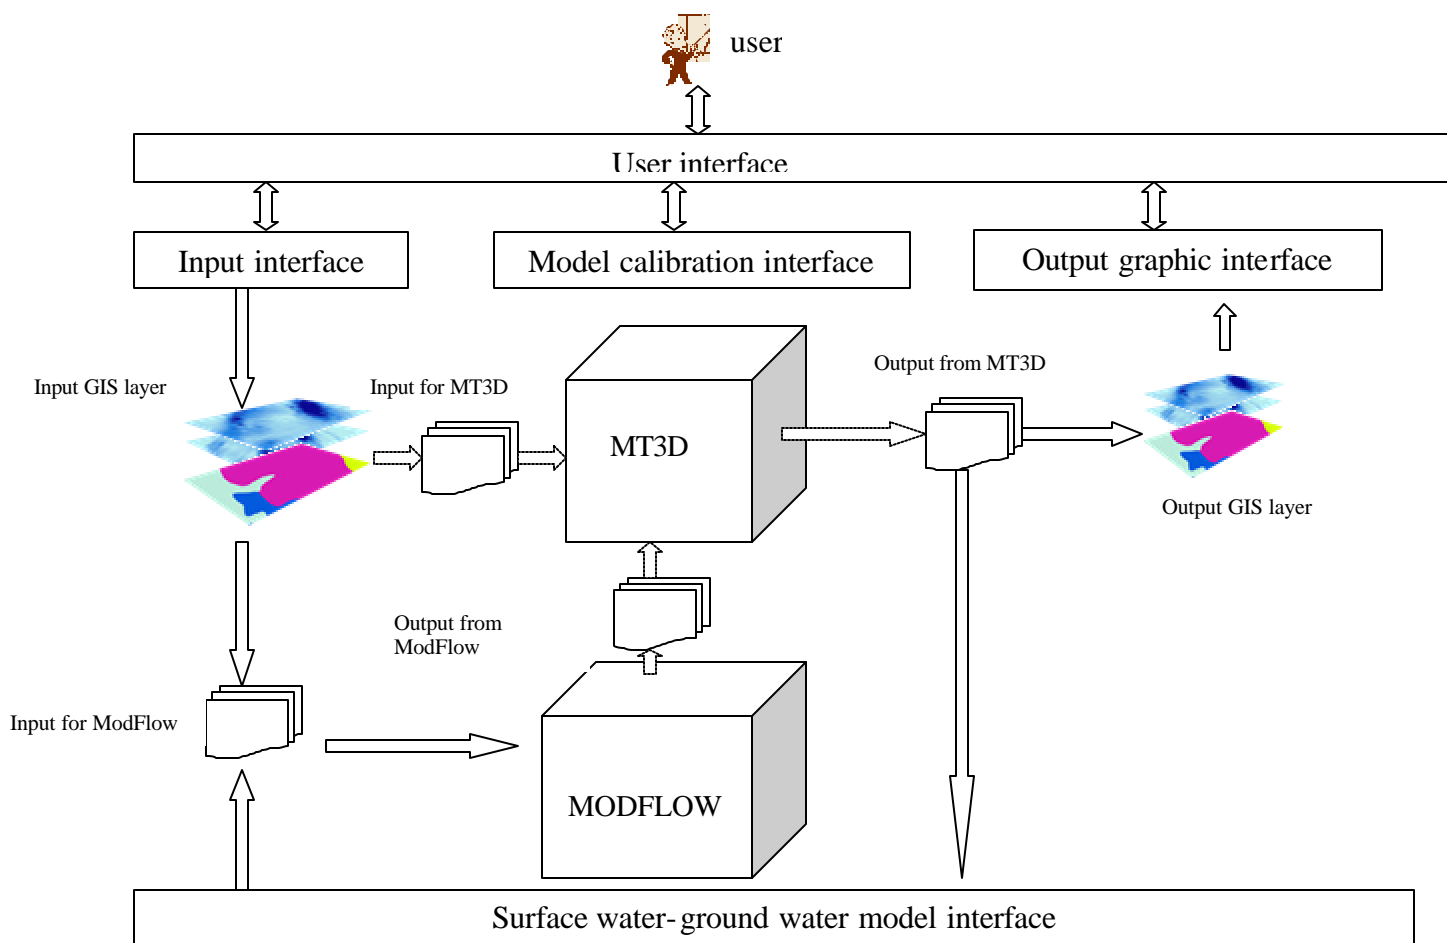 user
User interface
Input interface
Model calibration interface
Output graphic interface
Input GIS layer
Input for MT3D
MT3D
Output from MT3D
Output GIS layer
Output from
ModFlow
Input for ModFlow
MODFLOW
Surface water-ground water model interface